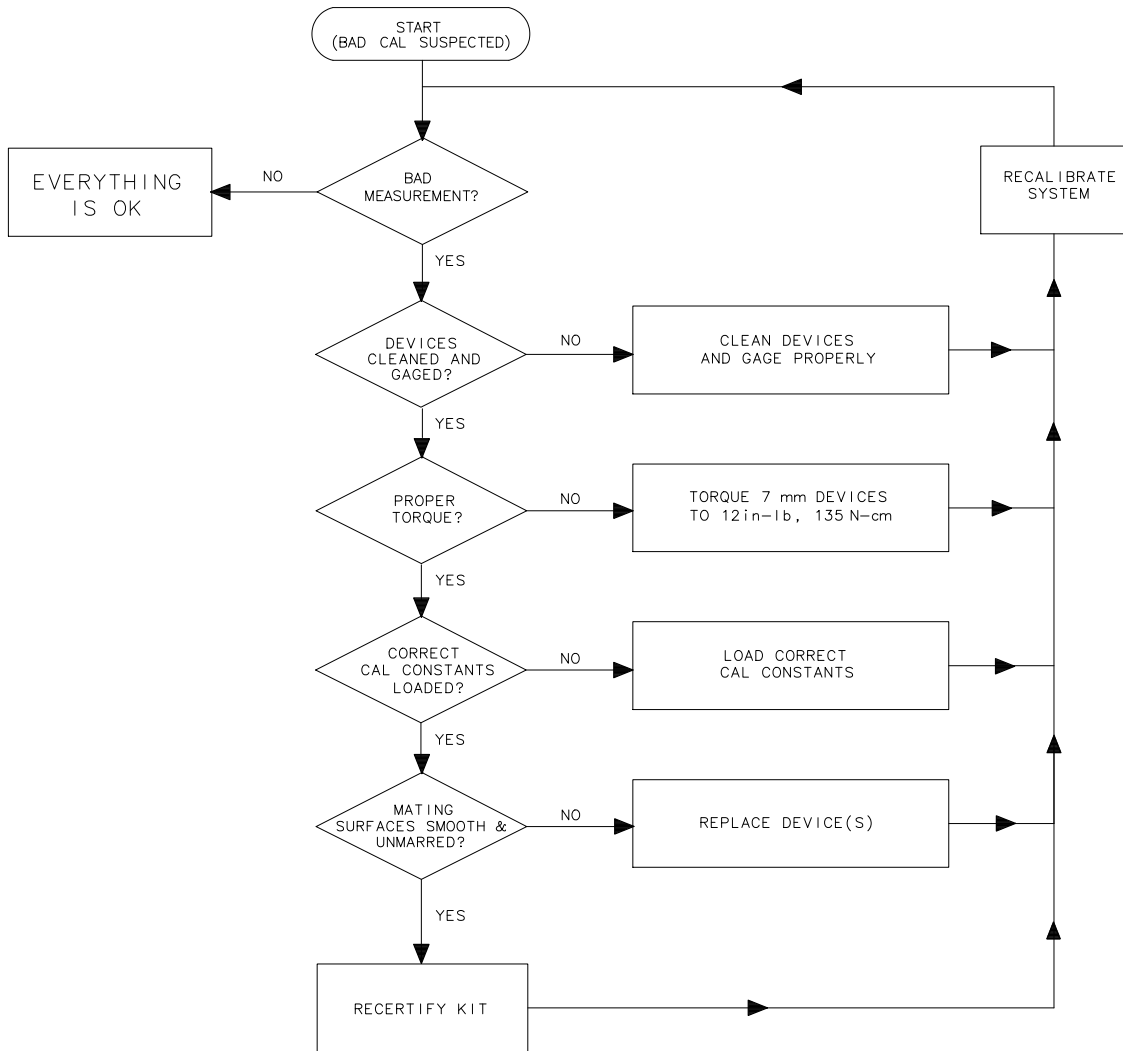 START
(BAD CAL SUSPECTED)
BAD
MEASUREMENT?
NO
EVERYTHING
IS OK
RECALIBRATE
SYSTEM
YES
DEVICES
CLEANED AND
GAGED?
NO
CLEAN DEVICES
AND GAGE PROPERLY
YES
PROPER
TORQUE?
NO
TORQUE 7 mm DEVICES
TO 12in-lb, 135 N-cm
YES
CORRECT
CAL CONSTANTS
LOADED?
NO
LOAD CORRECT
CAL CONSTANTS
YES
MATING
SURFACES SMOOTH &
UNMARRED?
NO
REPLACE DEVICE(S)
YES
RECERTIFY KIT